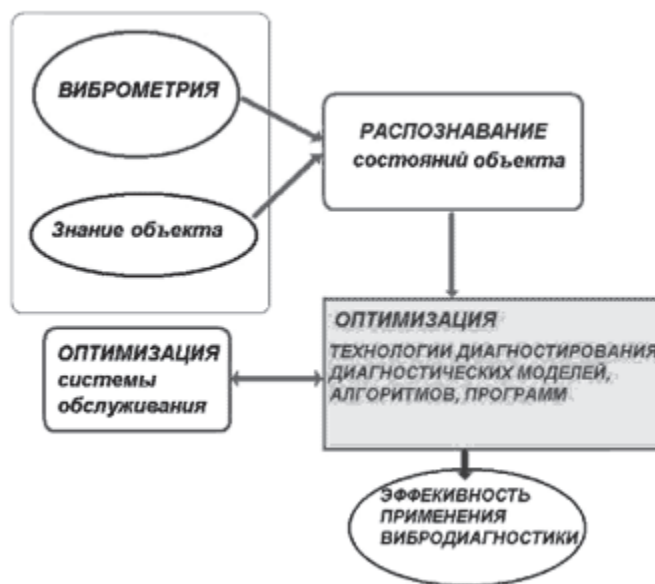 ВИБРОМЕТРИЯ
Знание объекта
РАСПОЗНАВАНИЕ
состояний объекта
ОПТИМИЗАЦИЯ
ТЕХНОЛОГИИ ДИАГНОСТИРОВАНИЯ
ДИАГНОСТИЧЕСКИХ МОДЕЛЕЙ,
АЛГОРИТМОВ, ПРОГРАММ
ОПТИМИЗАЦИЯ
системы
обслуживания
ЭФФЕКИВНОСТЬ
ПРИМЕНЕНИЯ
ВИБРОДИАГНОСТИКИ